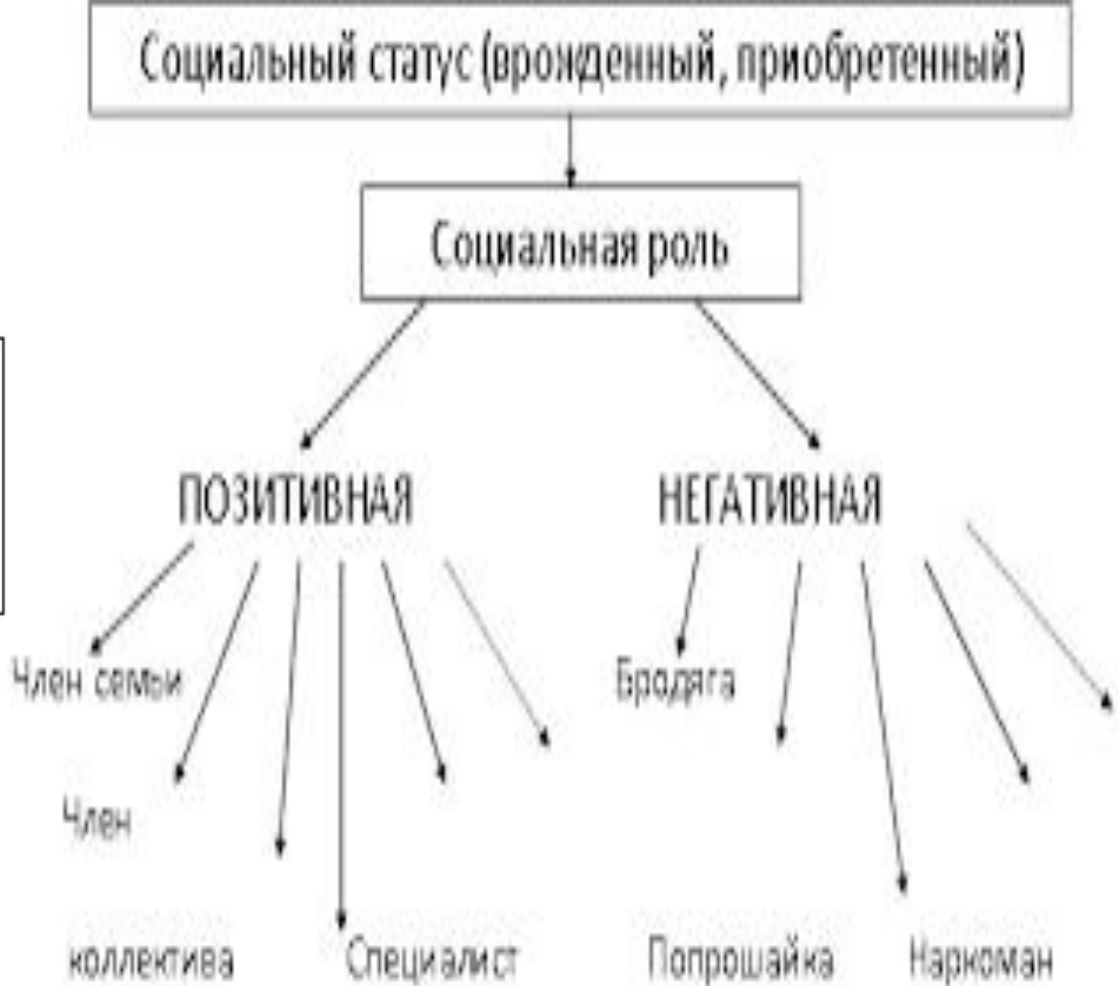 Социальный статус (врожденный, приобретенный)
Социальная роль
ПОЗИТИВНАЯ НЕГАТИВНАЯ
Член семьи Бродяга
Член
коллектива Специалист Попрошайка Наркоман